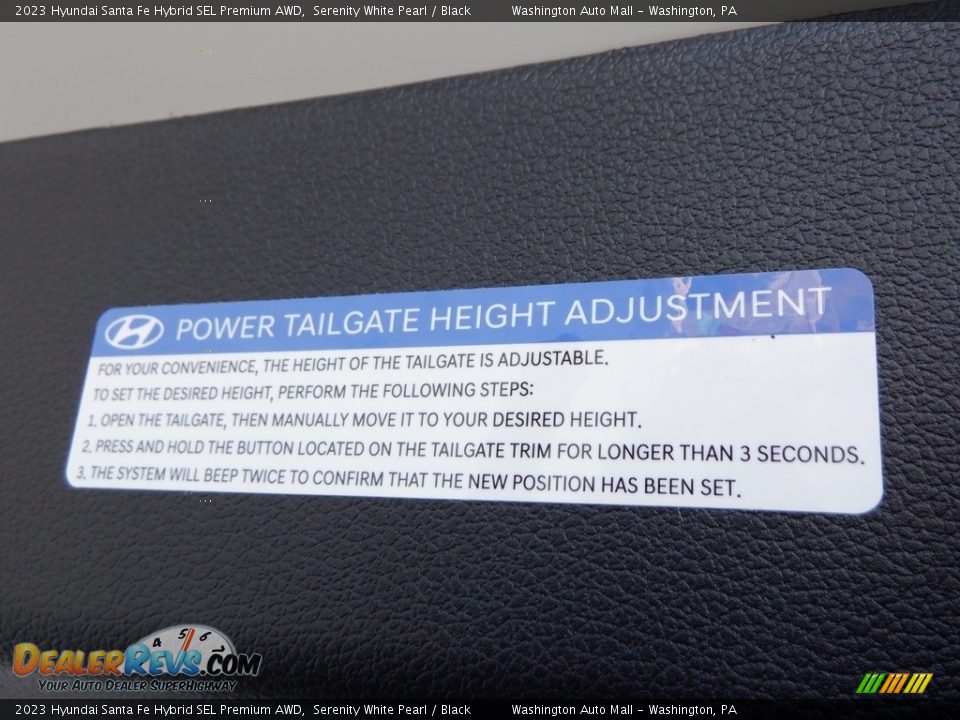 2023 Hyundai Santa Fe Hybrid SEL Premium AWD, Serenity White Pearl / Black Washington Auto Mall - Washington, PA
POWER TAILGATE HEIGHT ADJUSTMENT
FOR YOUR CONVENIENCE, THE HEIGHT OF THE TAILGATE IS ADJUSTABLE.
TO SET THE DESIRED HEIGHT, PERFORM THE FOLLOWING STEPS:
1. OPEN THE TAILGATE, THEN MANUALLY MOVE IT TO YOUR DESIRED HEIGHT.
2. PRESS AND HOLD THE BUTTON LOCATED ON THE TAILGATE TRIM FOR LONGER THAN 3 SECONDS.
3. THE SYSTEM WILL BEEP TWICE TO CONFIRM THAT THE NEW POSITION HAS BEEN SET.
4 5 6 7
DEALERREVS.COM
YOUR AUTO DEALER SUPERHIGHWAY
2023 Hyundai Santa Fe Hybrid SEL Premium AWD, Serenity White Pearl / Black Washington Auto Mall - Washington, PA